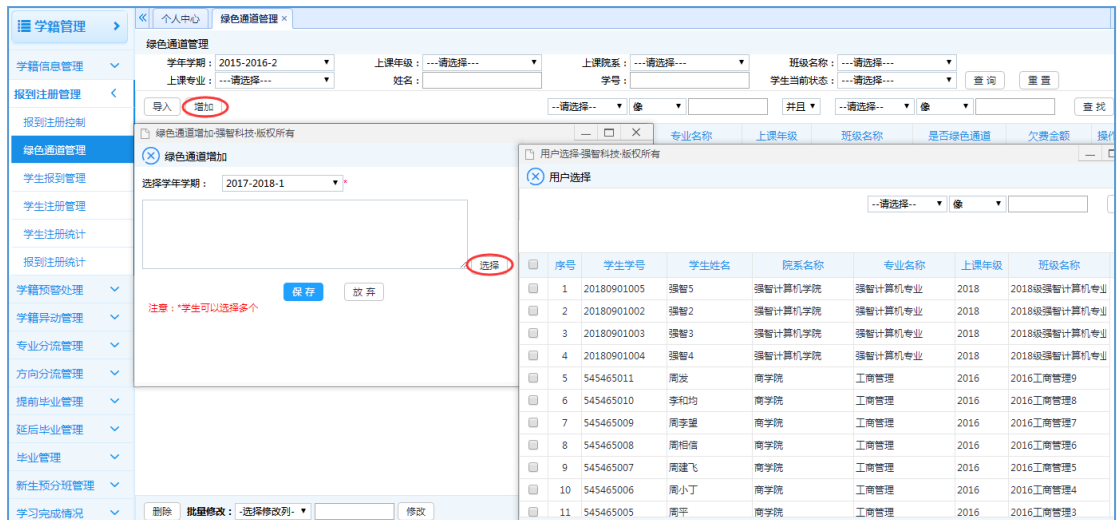 学籍管理
个人中心 绿色通道管理 ×
绿色通道管理
学年学期： 2015-2016-2 上课年级： ---请选择--- 上课院系： ---请选择--- 班级名称： ---请选择---
上课专业： ---请选择--- 姓名： 学号： 学生当前状态： ---请选择--- 查 询 重 置
导入 增加 --请选择-- 像 并且 --请选择-- 像 查 找
专业名称 上课年级 班级名称 是否绿色通道 欠费金额 操作
学籍信息管理
报到注册管理
报到注册控制
绿色通道管理
学生报到管理
学生注册管理
学生注册统计
报到注册统计
学籍预警处理
学籍异动管理
专业分流管理
方向分流管理
提前毕业管理
延后毕业管理
毕业管理
新生预分班管理
学习完成情况
绿色通道增加-强智科技-版权所有
绿色通道增加
选择学年学期： 2017-2018-1 *
选择
保 存 放 弃
注意：*学生可以选择多个
用户选择-强智科技-版权所有
用户选择
--请选择-- 像
序号 学生学号 学生姓名 院系名称 专业名称 上课年级 班级名称
1 20180901005 强智5 强智计算机学院 强智计算机专业 2018 2018级强智计算机专业
2 20180901002 强智2 强智计算机学院 强智计算机专业 2018 2018级强智计算机专业
3 20180901003 强智3 强智计算机学院 强智计算机专业 2018 2018级强智计算机专业
4 20180901004 强智4 强智计算机学院 强智计算机专业 2018 2018级强智计算机专业
5 545465011 周发 商学院 工商管理 2016 2016工商管理9
6 545465010 李和均 商学院 工商管理 2016 2016工商管理8
7 545465009 周李望 商学院 工商管理 2016 2016工商管理7
8 545465008 周相信 商学院 工商管理 2016 2016工商管理6
9 545465007 周建飞 商学院 工商管理 2016 2016工商管理5
10 545465006 周小丁 商学院 工商管理 2016 2016工商管理4
11 545465005 周平 商学院 工商管理 2016 2016工商管理3
删除 批量修改： -选择修改列- 修改